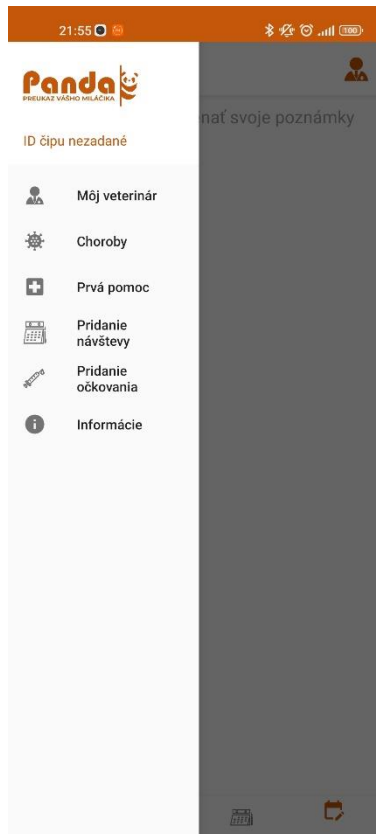 21:55
100
Panda
PREUKAZ VÁŠHO MILÁČIKA
ID čipu nezadané
svoje poznámky
Môj veterinár
Choroby
Prvá pomoc
Pridanie
návštevy
Pridanie
očkovania
Informácie